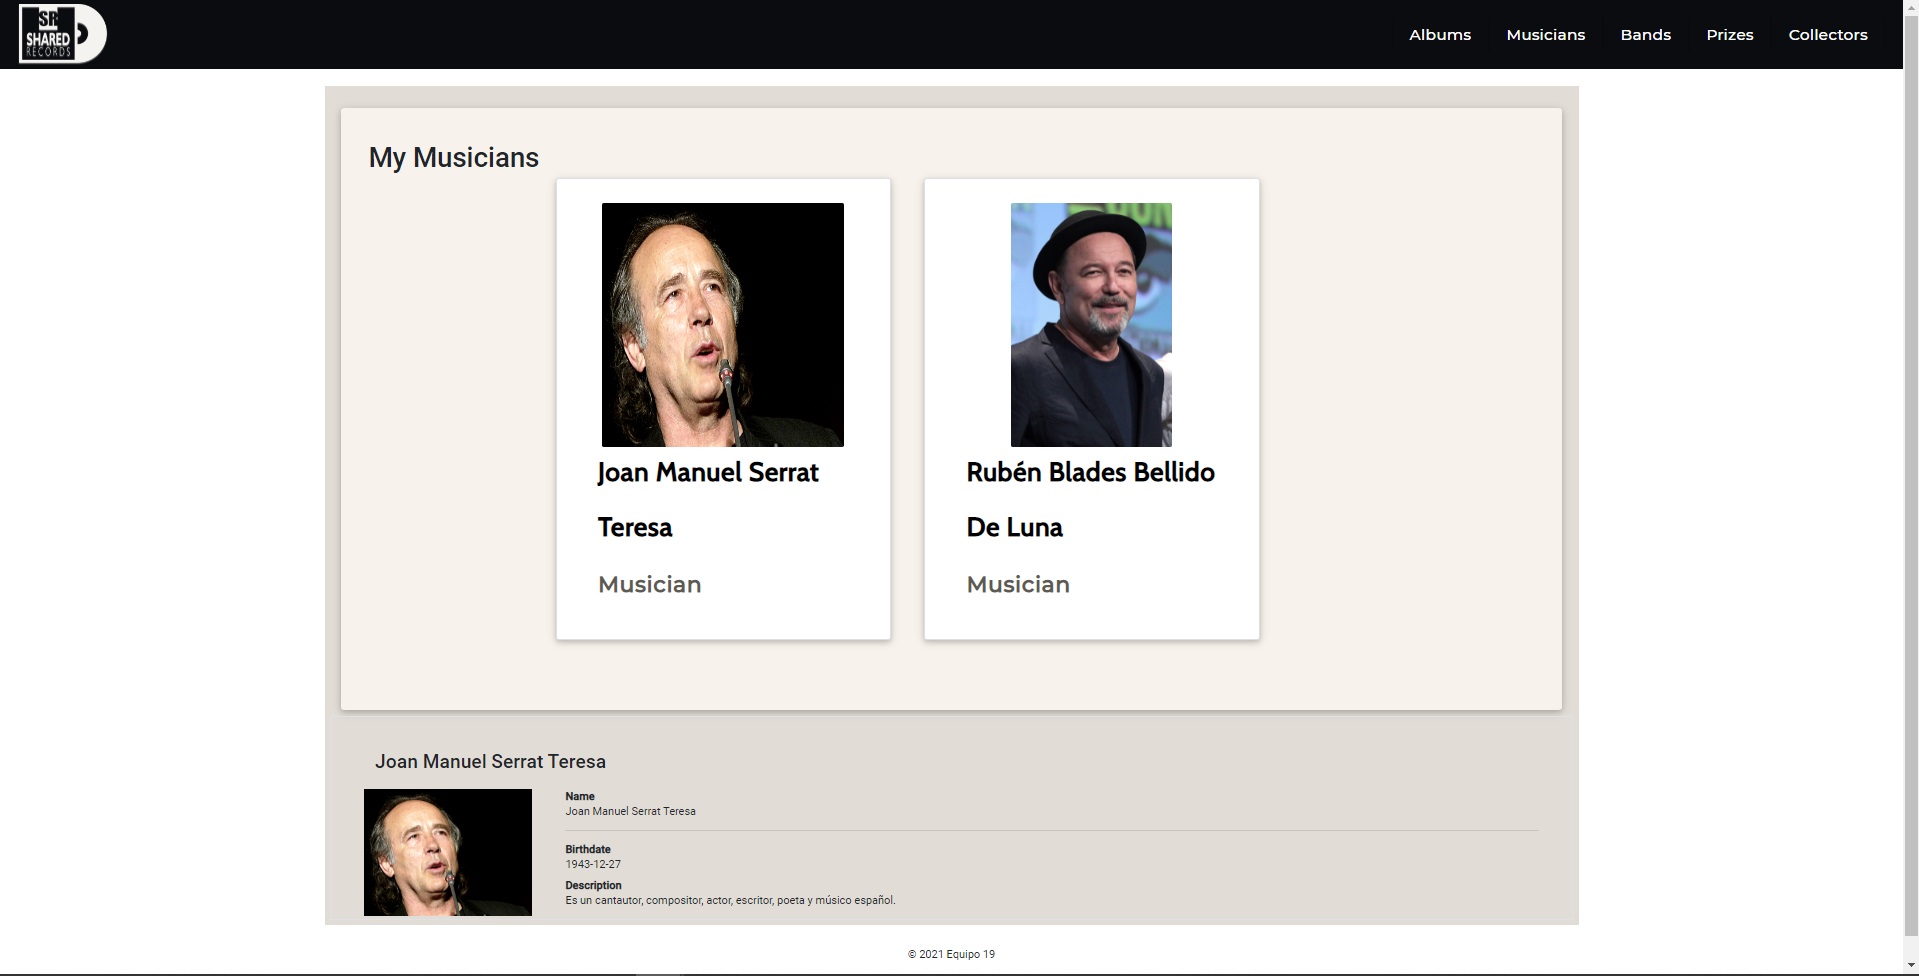 SR
SHARED
RECORDS
Albums
Musicians
Bands
Prizes
Collectors
My Musicians
Joan Manuel Serrat
Teresa
Musician
Rubén Blades Bellido
De Luna
Musician
Joan Manuel Serrat Teresa
Name
Joan Manuel Serrat Teresa
Birthdate
1943-12-27
Description
Es un cantautor, compositor, actor, escritor, poeta y músico español.
© 2021 Equipo 19